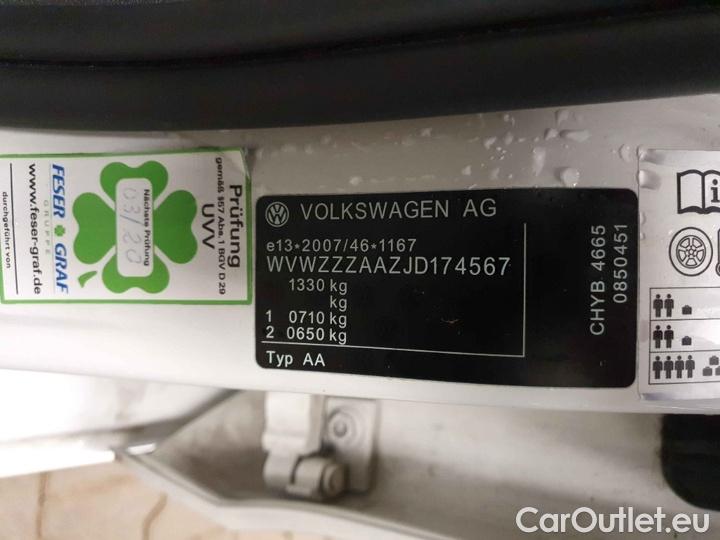 Prüfung
UVV
gemäß §57 Abs.1 BGV D 29
Nächste Prüfung
03/20
FESER GRAF
GRUPPE
www.feser-graf.de
durchgeführt von
VOLKSWAGEN AG
e13*2007/46*1167
WVWZZZAAZJD174567
1330 kg
kg
1 0710 kg
2 0650 kg
Typ AA
CHYB 4665
0850451
i
CarOutlet.eu